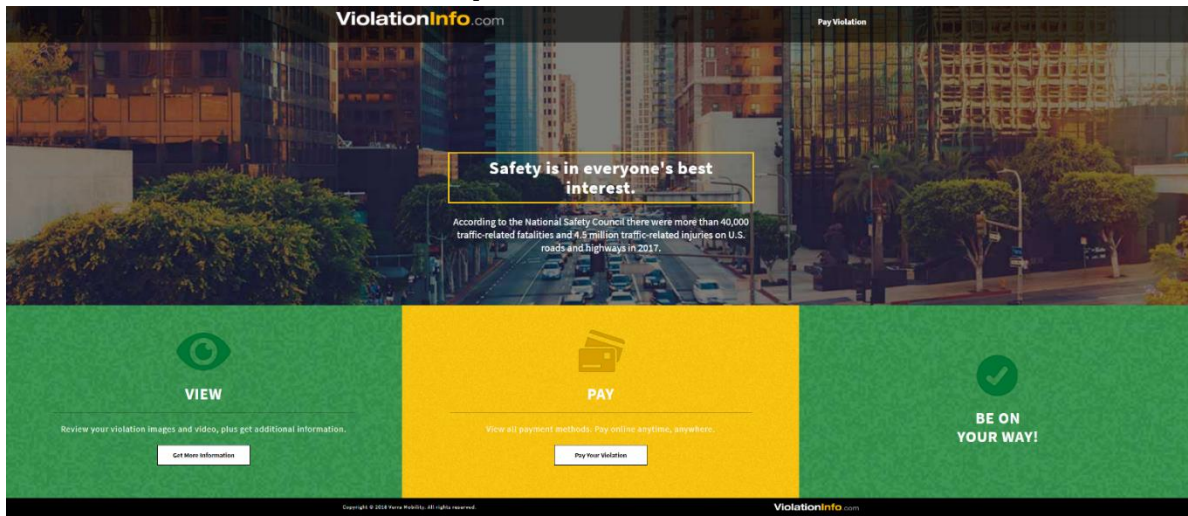 ViolationInfo.com
Pay Violation
Safety is in everyone's best
interest.
According to the National Safety Council there were more than 40,000
traffic-related fatalities and 4.5 million traffic-related injuries on U.S.
roads and highways in 2017.
VIEW
Review your violation images and video, plus get additional information.
Get More Information
PAY
View all payment methods. Pay online anytime, anywhere.
Pay Your Violation
BE ON
YOUR WAY!
Copyright © 2018 Verra Mobility. All rights reserved.
ViolationInfo.com